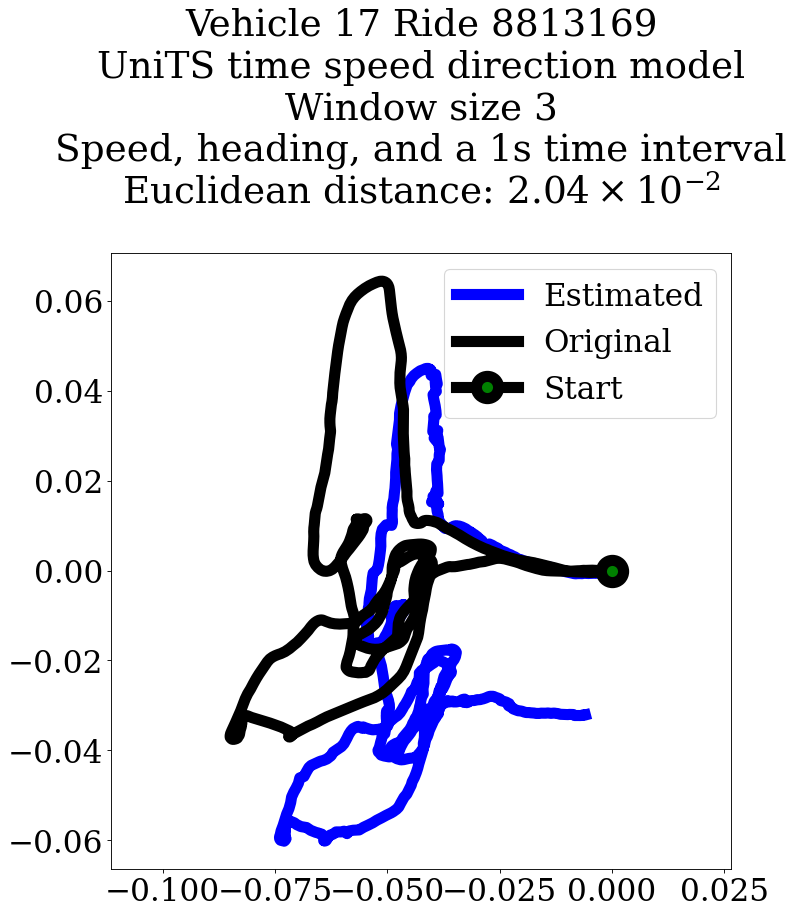 Vehicle 17 Ride 8813169
UniTS time speed direction model
Window size 3
Speed, heading, and a 1s time interval
Euclidean distance: 2.04 × 10⁻²
Estimated
Original
Start
0.06
0.04
0.02
0.00
−0.02
−0.04
−0.06
−0.100 −0.075 −0.050 −0.025 0.000 0.025